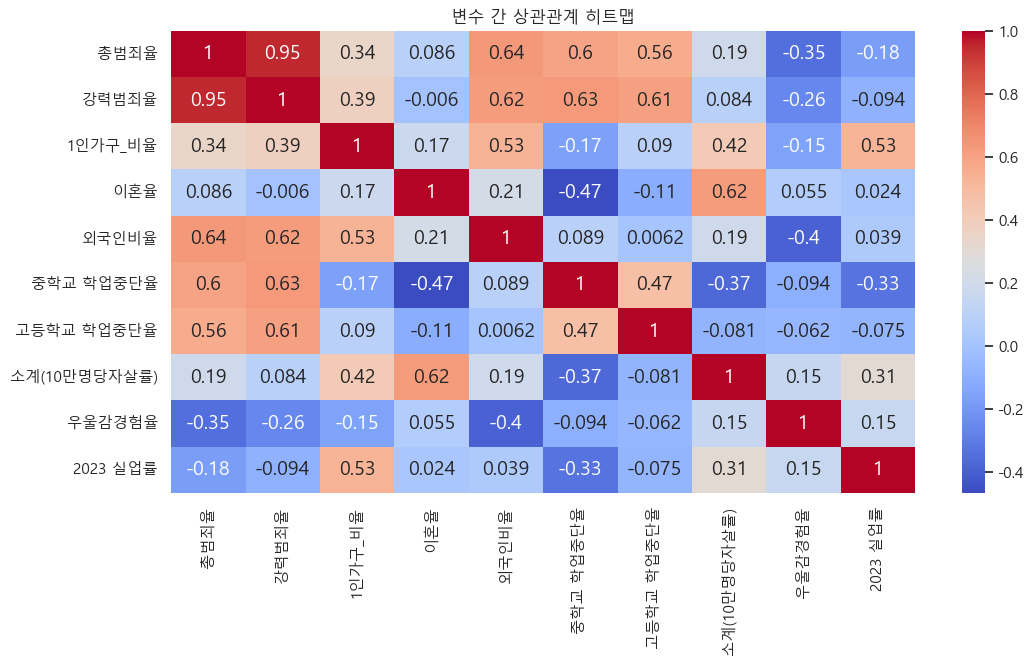 변수 간 상관관계 히트맵
총범죄율 1 0.95 0.34 0.086 0.64 0.6 0.56 0.19 -0.35 -0.18
강력범죄율 0.95 1 0.39 -0.006 0.62 0.63 0.61 0.084 -0.26 -0.094
1인가구_비율 0.34 0.39 1 0.17 0.53 -0.17 0.09 0.42 -0.15 0.53
이혼율 0.086 -0.006 0.17 1 0.21 -0.47 -0.11 0.62 0.055 0.024
외국인비율 0.64 0.62 0.53 0.21 1 0.089 0.0062 0.19 -0.4 0.039
중학교 학업중단율 0.6 0.63 -0.17 -0.47 0.089 1 0.47 -0.37 -0.094 -0.33
고등학교 학업중단율 0.56 0.61 0.09 -0.11 0.0062 0.47 1 -0.081 -0.062 -0.075
소계(10만명당자살률) 0.19 0.084 0.42 0.62 0.19 -0.37 -0.081 1 0.15 0.31
우울감경험율 -0.35 -0.26 -0.15 0.055 -0.4 -0.094 -0.062 0.15 1 0.15
2023 실업률 -0.18 -0.094 0.53 0.024 0.039 -0.33 -0.075 0.31 0.15 1
총범죄율
강력범죄율
1인가구_비율
이혼율
외국인비율
중학교 학업중단율
고등학교 학업중단율
소계(10만명당자살률)
우울감경험율
2023 실업률
1.0
0.8
0.6
0.4
0.2
0.0
-0.2
-0.4